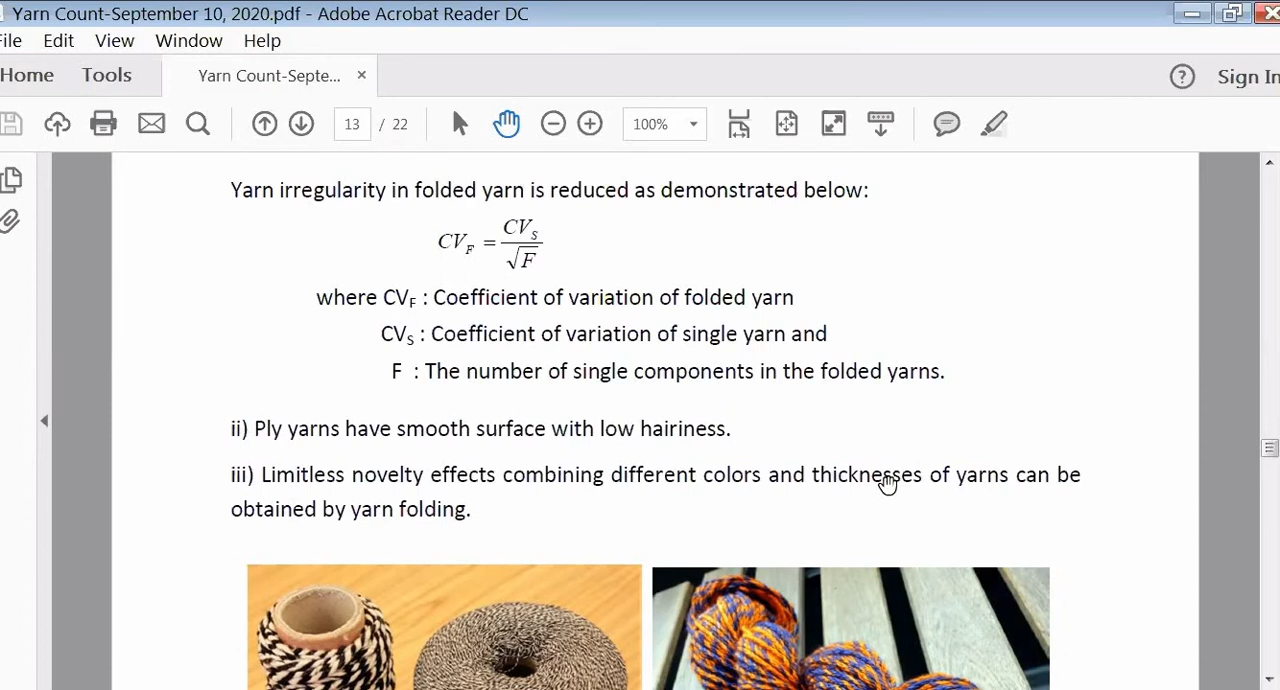 Yarn Count-September 10, 2020.pdf - Adobe Acrobat Reader DC
File Edit View Window Help
Home Tools Yarn Count-Septe... × ? Sign In
13 / 22 100%
Yarn irregularity in folded yarn is reduced as demonstrated below:
CV_F = CV_S / √F
where CV_F : Coefficient of variation of folded yarn
CV_S : Coefficient of variation of single yarn and
F : The number of single components in the folded yarns.
ii) Ply yarns have smooth surface with low hairiness.
iii) Limitless novelty effects combining different colors and thicknesses of yarns can be
obtained by yarn folding.